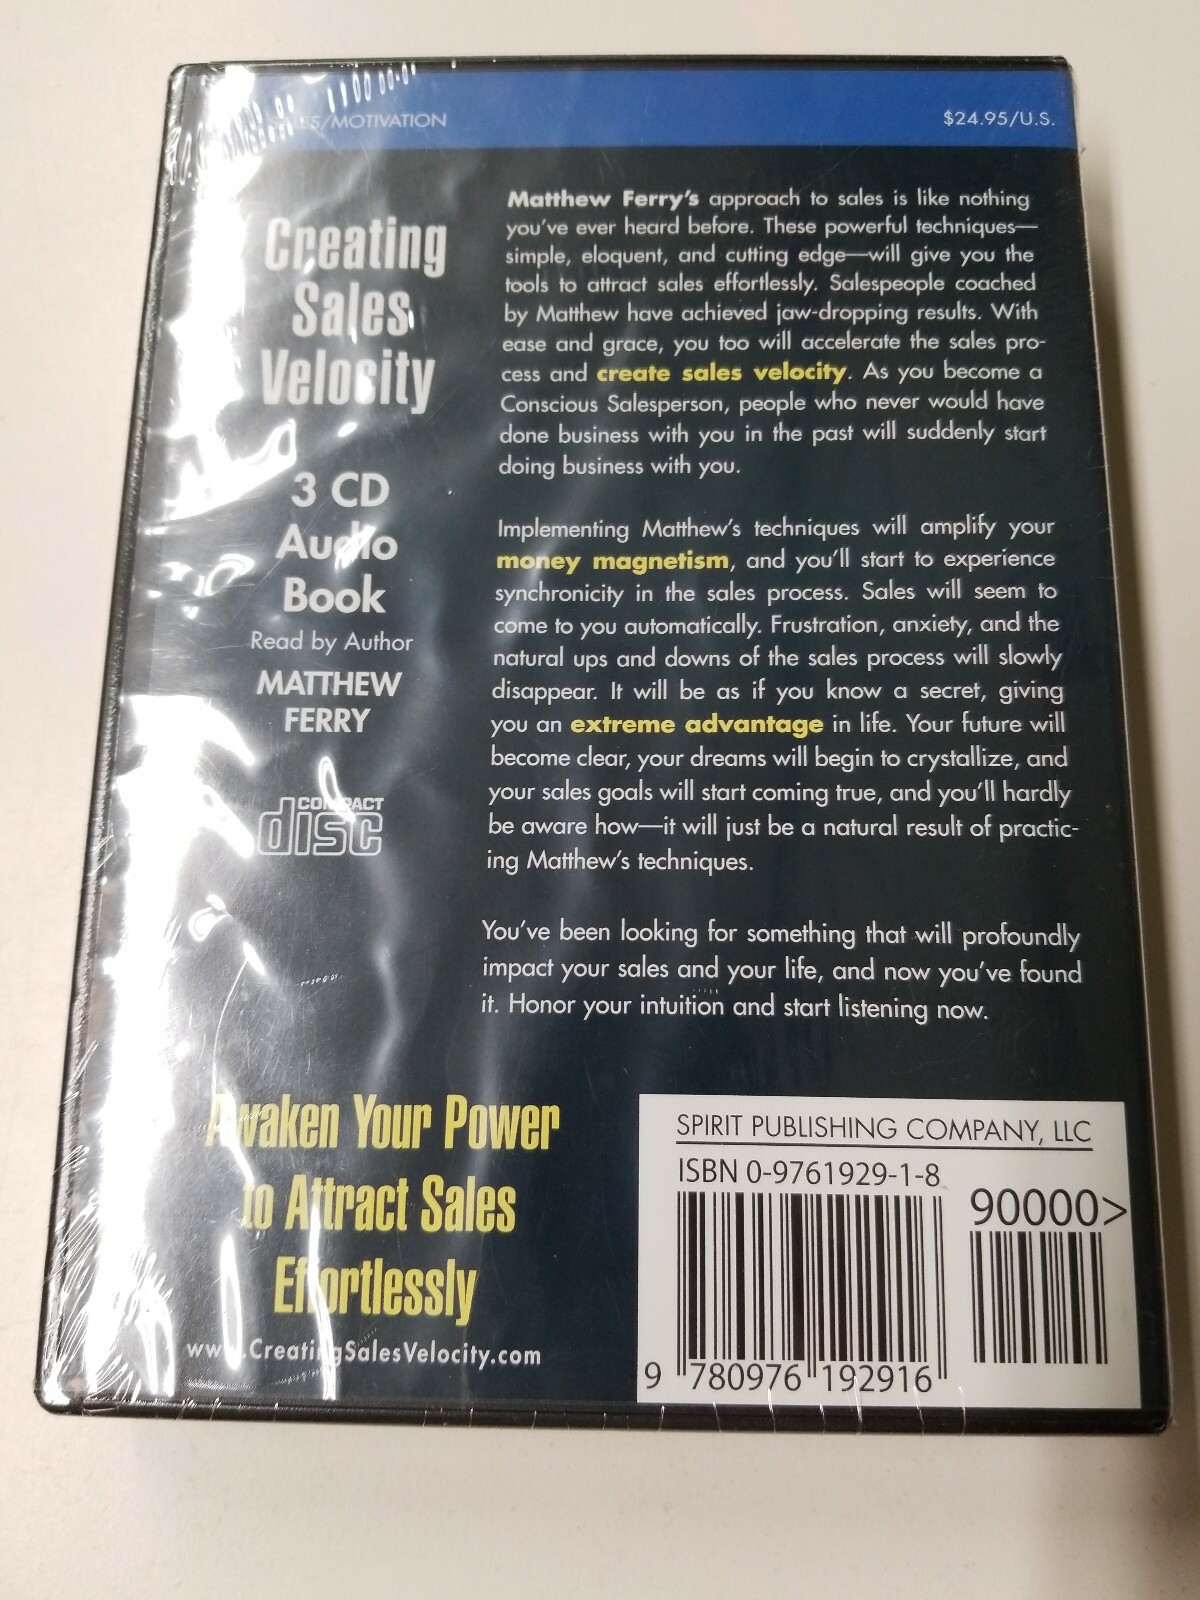 SALES/MOTIVATION
$24.95/U.S.
Creating
Sales
Velocity
3 CD
Audio
Book
Read by Author
MATTHEW
FERRY
COMPACT
disc
Matthew Ferry's approach to sales is like nothing
you've ever heard before. These powerful techniques—
simple, eloquent, and cutting edge—will give you the
tools to attract sales effortlessly. Salespeople coached
by Matthew have achieved jaw-dropping results. With
ease and grace, you too will accelerate the sales pro-
cess and create sales velocity. As you become a
Conscious Salesperson, people who never would have
done business with you in the past will suddenly start
doing business with you.
Implementing Matthew's techniques will amplify your
money magnetism, and you'll start to experience
synchronicity in the sales process. Sales will seem to
come to you automatically. Frustration, anxiety, and the
natural ups and downs of the sales process will slowly
disappear. It will be as if you know a secret, giving
you an extreme advantage in life. Your future will
become clear, your dreams will begin to crystallize, and
your sales goals will start coming true, and you'll hardly
be aware how—it will just be a natural result of practic-
ing Matthew's techniques.
You've been looking for something that will profoundly
impact your sales and your life, and now you've found
it. Honor your intuition and start listening now.
Awaken Your Power
to Attract Sales
Effortlessly
www.CreatingSalesVelocity.com
SPIRIT PUBLISHING COMPANY, LLC
ISBN 0-9761929-1-8
90000>
9 780976 192916